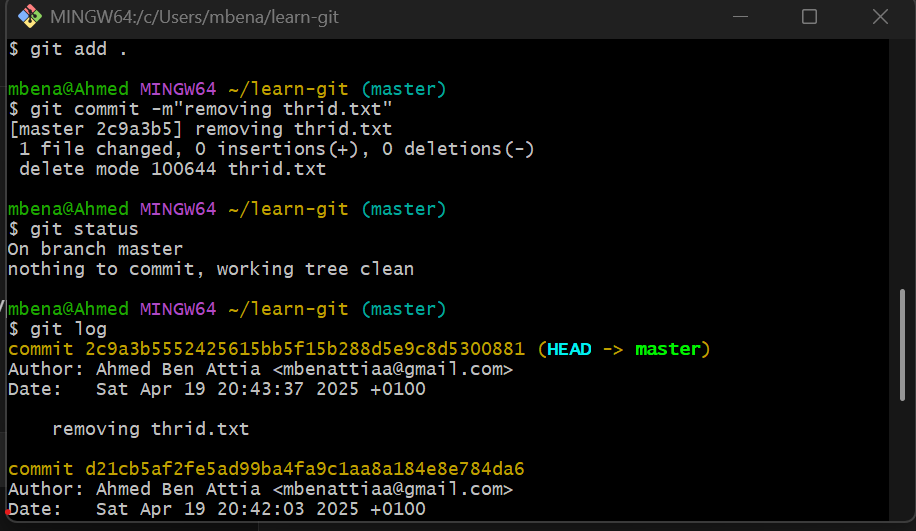 MINGW64:/c/Users/mbena/learn-git
$ git add .
mbena@Ahmed MINGW64 ~/learn-git (master)
$ git commit -m"removing thrid.txt"
[master 2c9a3b5] removing thrid.txt
 1 file changed, 0 insertions(+), 0 deletions(-)
 delete mode 100644 thrid.txt
mbena@Ahmed MINGW64 ~/learn-git (master)
$ git status
On branch master
nothing to commit, working tree clean
mbena@Ahmed MINGW64 ~/learn-git (master)
$ git log
commit 2c9a3b5552425615bb5f15b288d5e9c8d5300881 (HEAD -> master)
Author: Ahmed Ben Attia <mbenattiaa@gmail.com>
Date:   Sat Apr 19 20:43:37 2025 +0100
    removing thrid.txt
commit d21cb5af2fe5ad99ba4fa9c1aa8a184e8e784da6
Author: Ahmed Ben Attia <mbenattiaa@gmail.com>
Date:   Sat Apr 19 20:42:03 2025 +0100